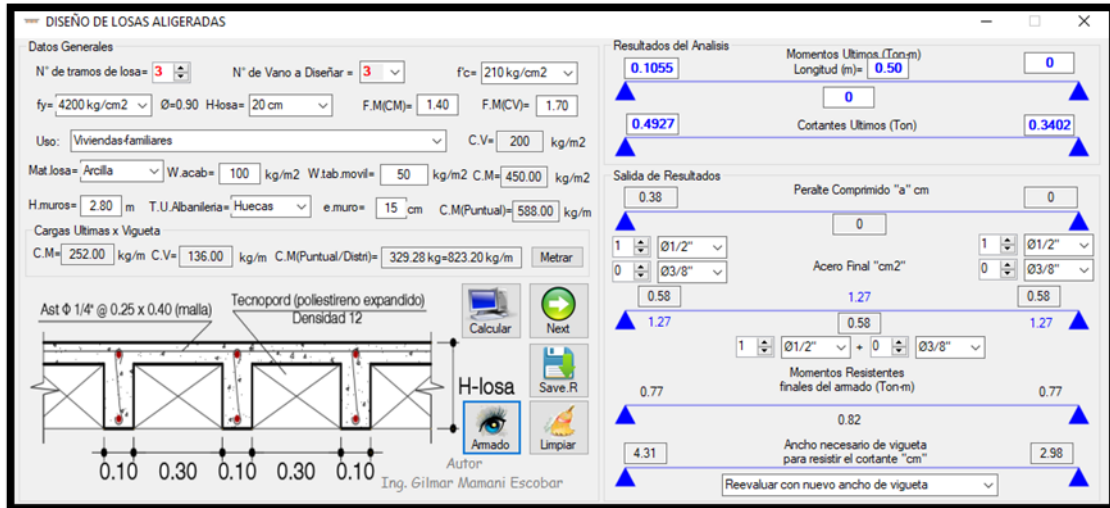 DISEÑO DE LOSAS ALIGERADAS
Datos Generales
N° de tramos de losa= 3 N° de Vano a Diseñar = 3 f'c= 210 kg/cm2
fy= 4200 kg/cm2 Ø=0.90 H-losa= 20 cm F.M(CM)= 1.40 F.M(CV)= 1.70
Uso: Viviendas-familiares C.V= 200 kg/m2
Mat.losa= Arcilla W.acab= 100 kg/m2 W.tab.movil= 50 kg/m2 C.M= 450.00 kg/m2
H.muros= 2.80 m T.U.Albanileria= Huecas e.muro= 15 cm C.M(Puntual)= 588.00 kg/m
Cargas Ultimas x Vigueta
C.M= 252.00 kg/m C.V= 136.00 kg/m C.M(Puntual/Distri)= 329.28 kg=823.20 kg/m Metrar
Ast Φ 1/4" @ 0.25 x 0.40 (malla)
Tecnopord (poliestireno expandido)
Densidad 12
H-losa
0.10 0.30 0.10 0.30 0.10
Calcular Next
Save.R
Armado Limpiar
Autor
Ing. Gilmar Mamani Escobar
Resultados del Analisis
Momentos Ultimos (Ton-m)
0.1055 Longitud (m)= 0.50 0
0
0.4927 Cortantes Ultimos (Ton) 0.3402
Salida de Resultados
0.38 Peralte Comprimido "a" cm 0
0
1 Ø1/2" 1 Ø1/2"
0 Ø3/8" Acero Final "cm2" 0 Ø3/8"
0.58 1.27 0.58
1.27 0.58 1.27
1 Ø1/2" + 0 Ø3/8"
Momentos Resistentes
finales del armado (Ton-m)
0.77 0.77
0.82
Ancho necesario de vigueta
para resistir el cortante "cm"
4.31 2.98
Reevaluar con nuevo ancho de vigueta